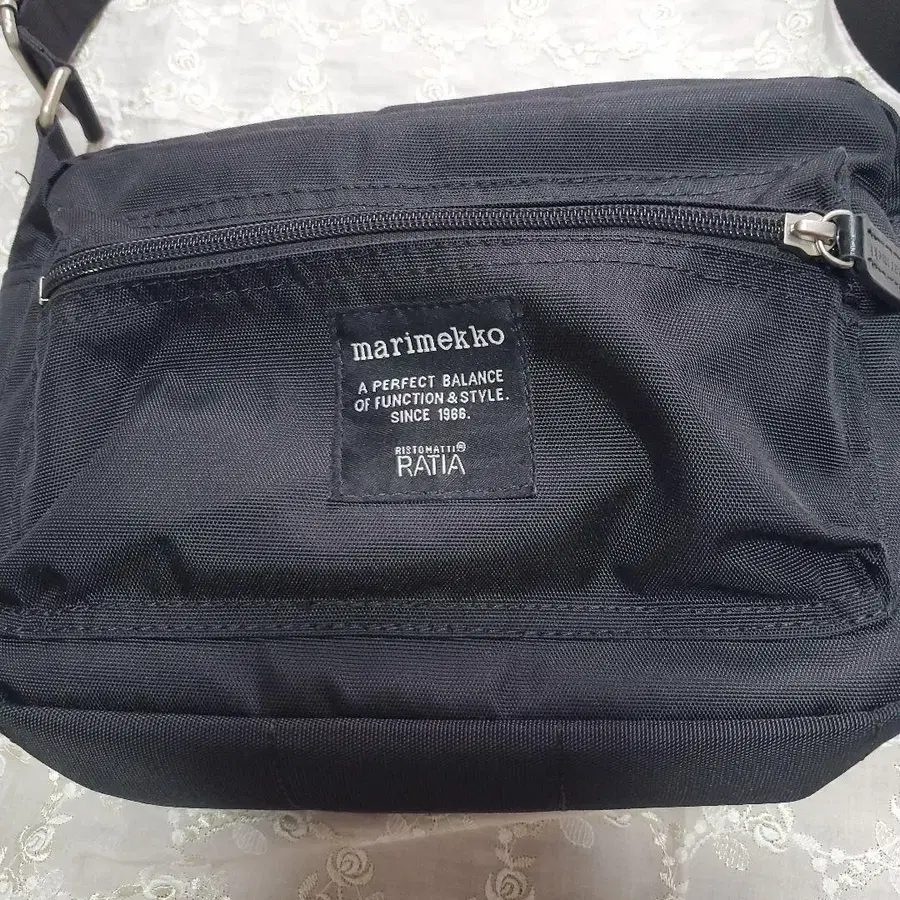 marimekko
A PERFECT BALANCE
OF FUNCTION & STYLE.
SINCE 1966.
RISTOMATTI®
RATIA